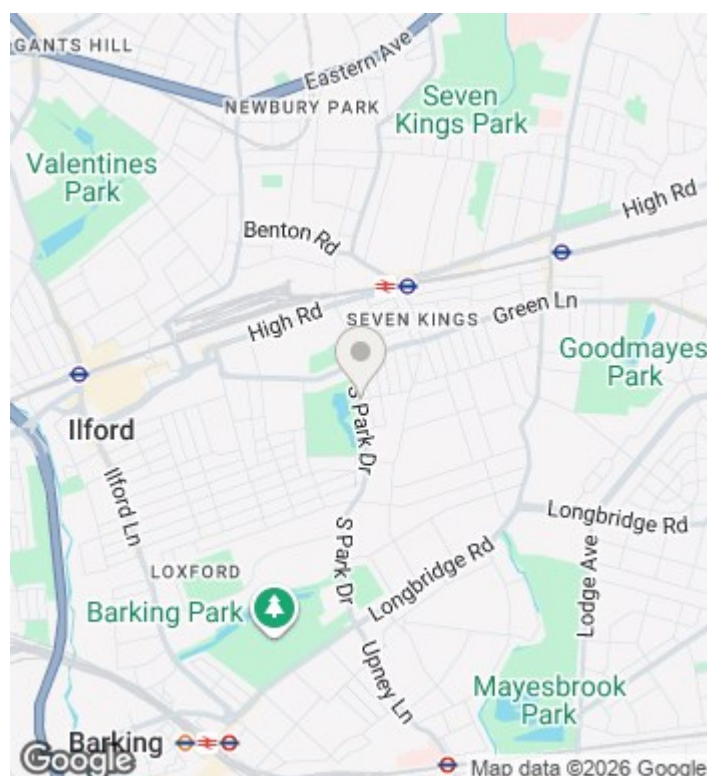 GANTS HILL
Eastern Ave
NEWBURY PARK
Seven
Kings Park
Valentines
Park
High Rd
Benton Rd
High Rd
SEVEN KINGS
Green Ln
Goodmayes
Park
Ilford
S Park Dr
Ilford Ln
Longbridge Rd
S Park Dr
Longbridge Rd
LOXFORD
Lodge Ave
Barking Park
Upney Ln
Mayesbrook
Park
Barking
Google
Map data ©2026 Google